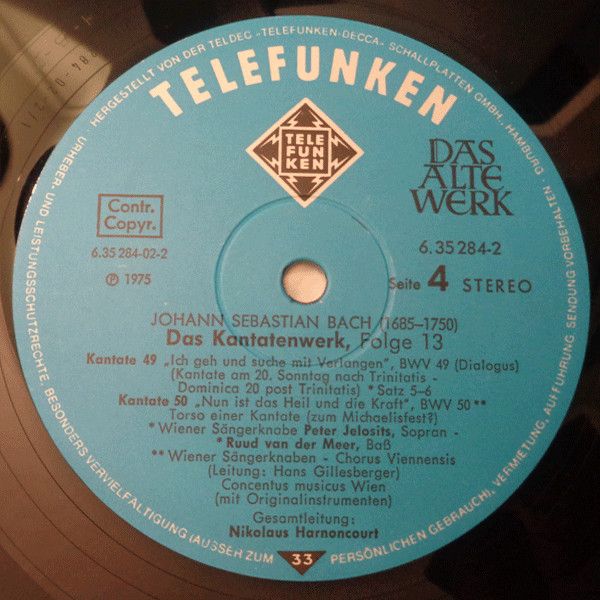 · HERGESTELLT VON DER TELDEC »TELEFUNKEN-DECCA« SCHALLPLATTEN GMBH., HAMBURG ·
URHEBER- UND LEISTUNGSSCHUTZRECHTE, BESONDERS VERVIELFÄLTIGUNG (AUSSER ZUM PERSÖNLICHEN GEBRAUCH), VERMIETUNG, AUFFÜHRUNG, SENDUNG VORBEHALTEN
TELEFUNKEN
TELE
FUN
KEN
DAS
ALTE
WERK
Contr.
Copyr.
6.35 284-02-2
℗ 1975
6.35 284-2
Seite 4 STEREO
JOHANN SEBASTIAN BACH (1685–1750)
Das Kantatenwerk, Folge 13
Kantate 49 „Ich geh und suche mit Verlangen", BWV 49 (Dialogus)
(Kantate am 20. Sonntag nach Trinitatis -
Dominica 20 post Trinitatis) * Satz 5–6
Kantate 50 „Nun ist das Heil und die Kraft", BWV 50 **
Torso einer Kantate (zum Michaelisfest?)
* Wiener Sängerknabe Peter Jelosits, Sopran -
* Ruud van der Meer, Baß
** Wiener Sängerknaben - Chorus Viennensis
(Leitung: Hans Gillesberger)
Concentus musicus Wien
(mit Originalinstrumenten)
Gesamtleitung:
Nikolaus Harnoncourt
33